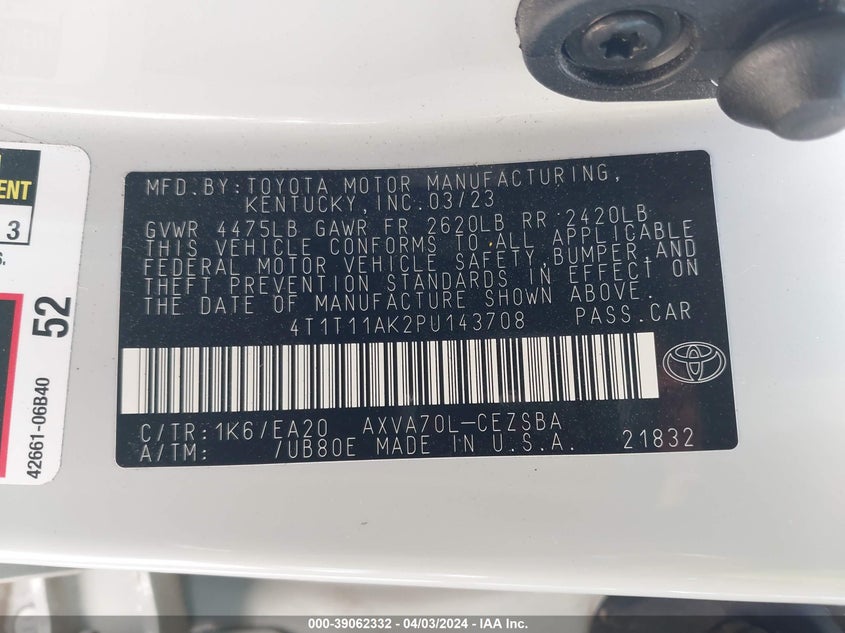 MENT
3
S.
52
42661-06B40
MFD.BY:TOYOTA MOTOR MANUFACTURING,
KENTUCKY,INC.03/23
GVWR 4475LB GAWR FR 2620LB RR 2420LB
THIS VEHICLE CONFORMS TO ALL APPLICABLE
FEDERAL MOTOR VEHICLE SAFETY,BUMPER,AND
THEFT PREVENTION STANDARDS IN EFFECT ON
THE DATE OF MANUFACTURE SHOWN ABOVE.
4T1T11AK2PU143708 PASS.CAR
C/TR:1K6/EA20 AXVA70L-CEZSBA
A/TM: /UB80E MADE IN U.S.A. 21832
000-39062332 - 04/03/2024 - IAA Inc.